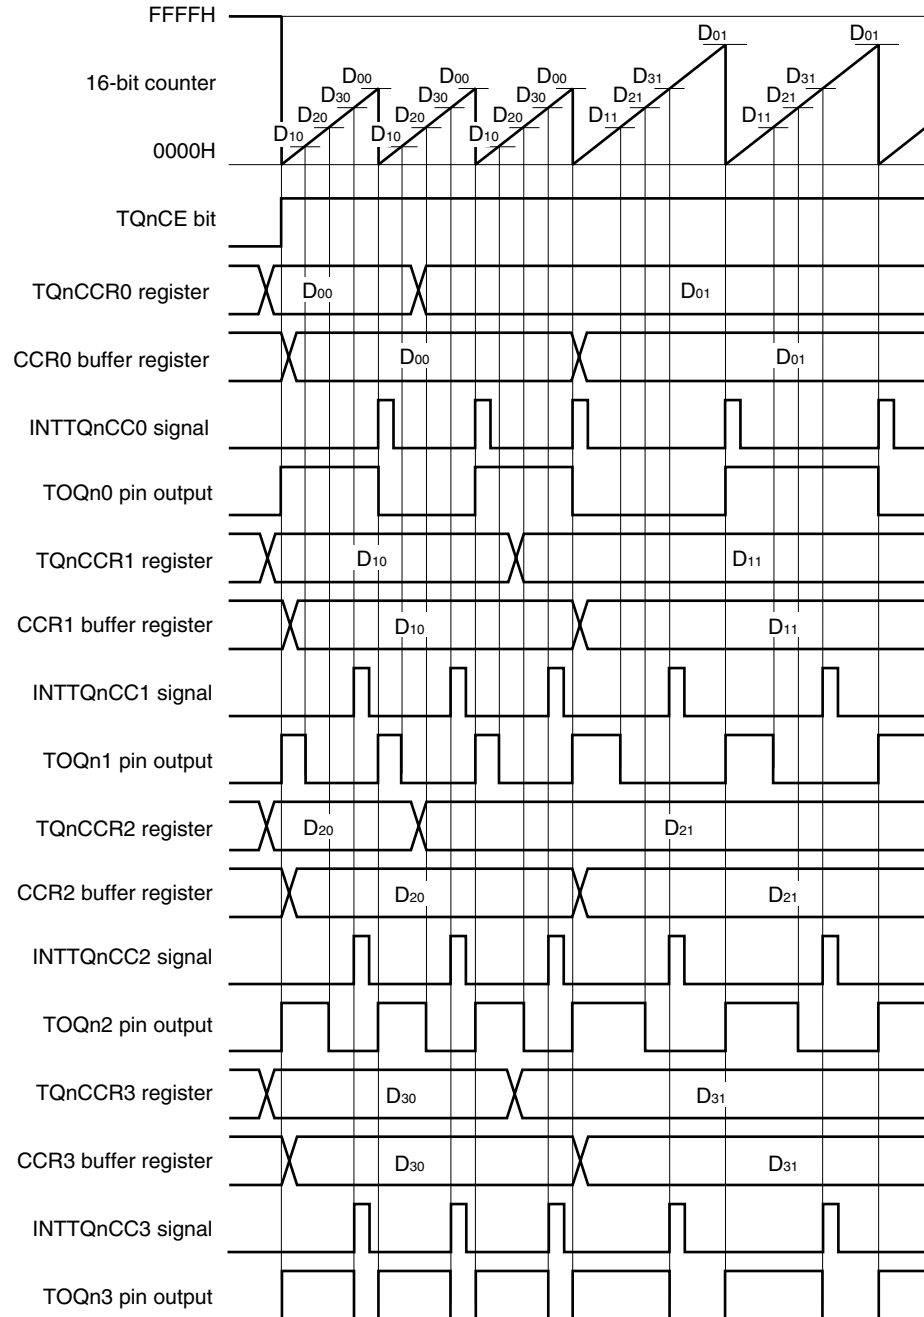 FFFFH
D01 D01
16-bit counter
D00 D00 D00 D31 D31
D30 D30 D30 D21 D21
D20 D20 D20 D11 D11
D10 D10 D10
0000H
TQnCE bit
TQnCCR0 register D00 D01
CCR0 buffer register D00 D01
INTTQnCC0 signal
TOQn0 pin output
TQnCCR1 register D10 D11
CCR1 buffer register D10 D11
INTTQnCC1 signal
TOQn1 pin output
TQnCCR2 register D20 D21
CCR2 buffer register D20 D21
INTTQnCC2 signal
TOQn2 pin output
TQnCCR3 register D30 D31
CCR3 buffer register D30 D31
INTTQnCC3 signal
TOQn3 pin output